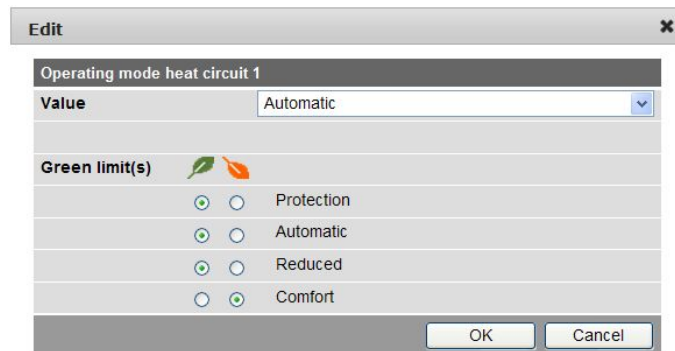 Edit
Operating mode heat circuit 1
Value Automatic
Green limit(s)
Protection
Automatic
Reduced
Comfort
OK Cancel